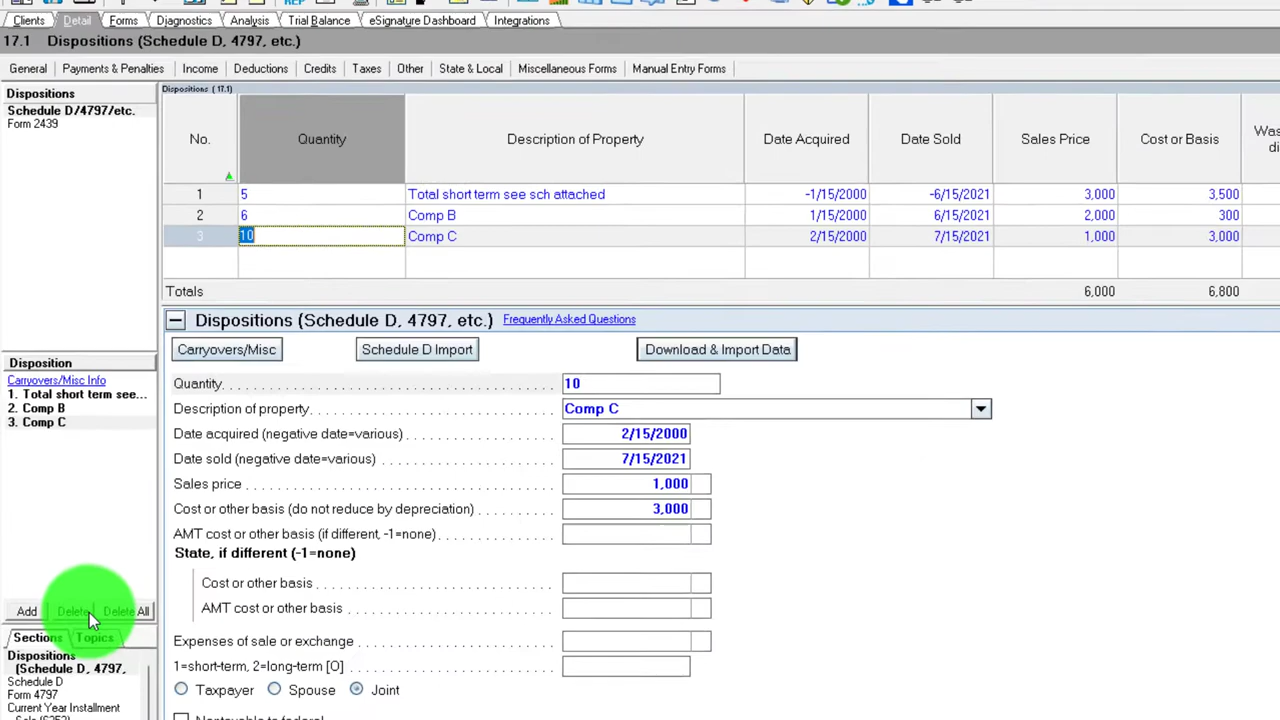 Clients Detail Forms Diagnostics Analysis Trial Balance eSignature Dashboard Integrations
17.1 Dispositions (Schedule D, 4797, etc.)
General Payments & Penalties Income Deductions Credits Taxes Other State & Local Miscellaneous Forms Manual Entry Forms
Dispositions
Schedule D/4797/etc.
Form 2439
Dispositions (17.1)
No. Quantity Description of Property Date Acquired Date Sold Sales Price Cost or Basis
1 5 Total short term see sch attached -1/15/2000 -6/15/2021 3,000 3,500
2 6 Comp B 1/15/2000 6/15/2021 2,000 300
3 10 Comp C 2/15/2000 7/15/2021 1,000 3,000
Totals 6,000 6,800
Disposition
Carryovers/Misc Info
1. Total short term see...
2. Comp B
3. Comp C
Add Delete Delete All
Sections Topics
Dispositions
(Schedule D, 4797,
Schedule D
Form 4797
Current Year Installment
Dispositions (Schedule D, 4797, etc.) Frequently Asked Questions
Carryovers/Misc Schedule D Import Download & Import Data
Quantity 10
Description of property Comp C
Date acquired (negative date=various) 2/15/2000
Date sold (negative date=various) 7/15/2021
Sales price 1,000
Cost or other basis (do not reduce by depreciation) 3,000
AMT cost or other basis (if different, -1=none)
State, if different (-1=none)
Cost or other basis
AMT cost or other basis
Expenses of sale or exchange
1=short-term, 2=long-term [O]
Taxpayer Spouse Joint